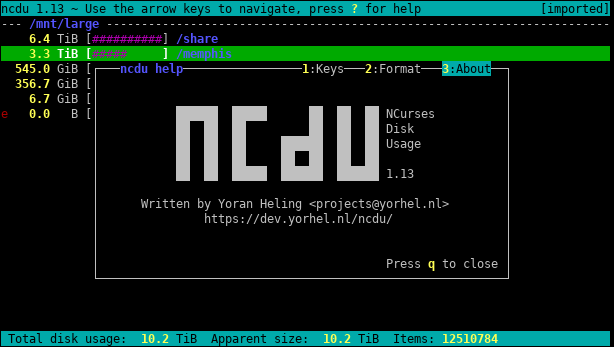 ncdu 1.13 ~ Use the arrow keys to navigate, press ? for help [imported]
--- /mnt/large ---
6.4 TiB [##########] /share
3.3 TiB [##### ] /memphis
545.0 GiB [ ncdu help 1:Keys 2:Format 3:About
356.7 GiB [
6.7 GiB [
e 0.0 B [
ncdu
NCurses
Disk
Usage
1.13
Written by Yoran Heling <projects@yorhel.nl>
https://dev.yorhel.nl/ncdu/
Press q to close
Total disk usage: 10.2 TiB Apparent size: 10.2 TiB Items: 12510784